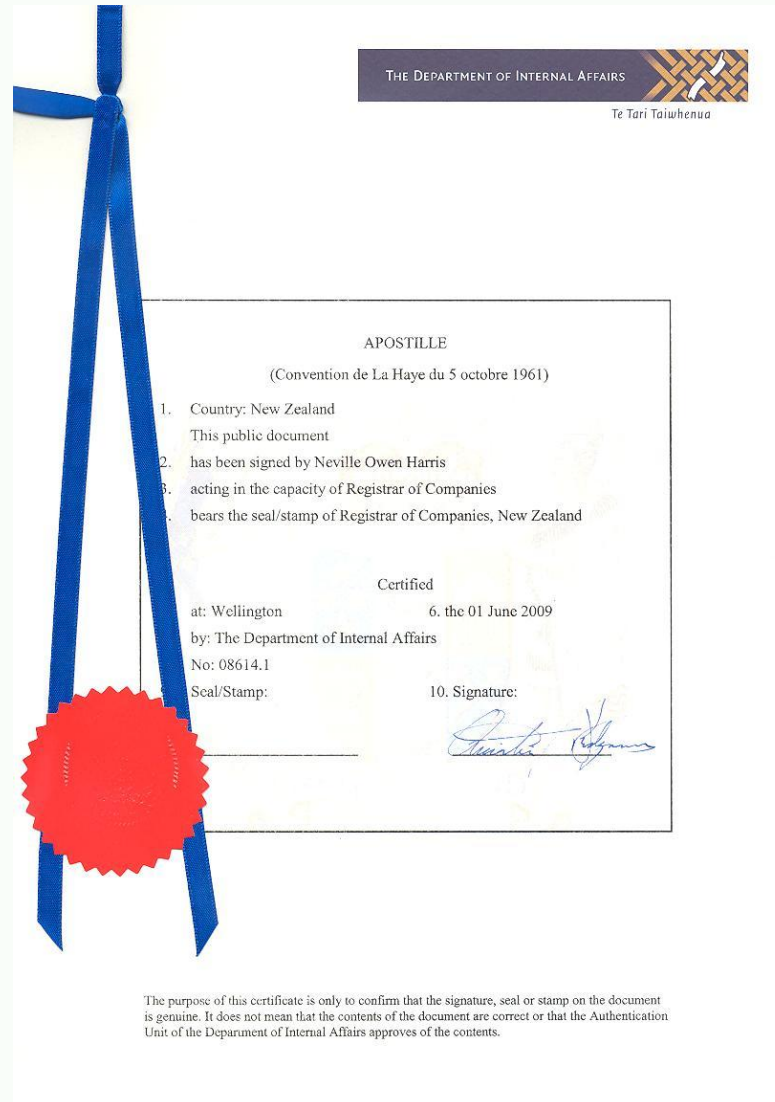 THE DEPARTMENT OF INTERNAL AFFAIRS
Te Tari Taiwhenua
APOSTILLE
(Convention de La Haye du 5 octobre 1961)
1. Country: New Zealand
This public document
2. has been signed by Neville Owen Harris
3. acting in the capacity of Registrar of Companies
. bears the seal/stamp of Registrar of Companies, New Zealand
Certified
at: Wellington 6. the 01 June 2009
by: The Department of Internal Affairs
No: 08614.1
Seal/Stamp: 10. Signature:
The purpose of this certificate is only to confirm that the signature, seal or stamp on the document
is genuine. It does not mean that the contents of the document are correct or that the Authentication
Unit of the Department of Internal Affairs approves of the contents.